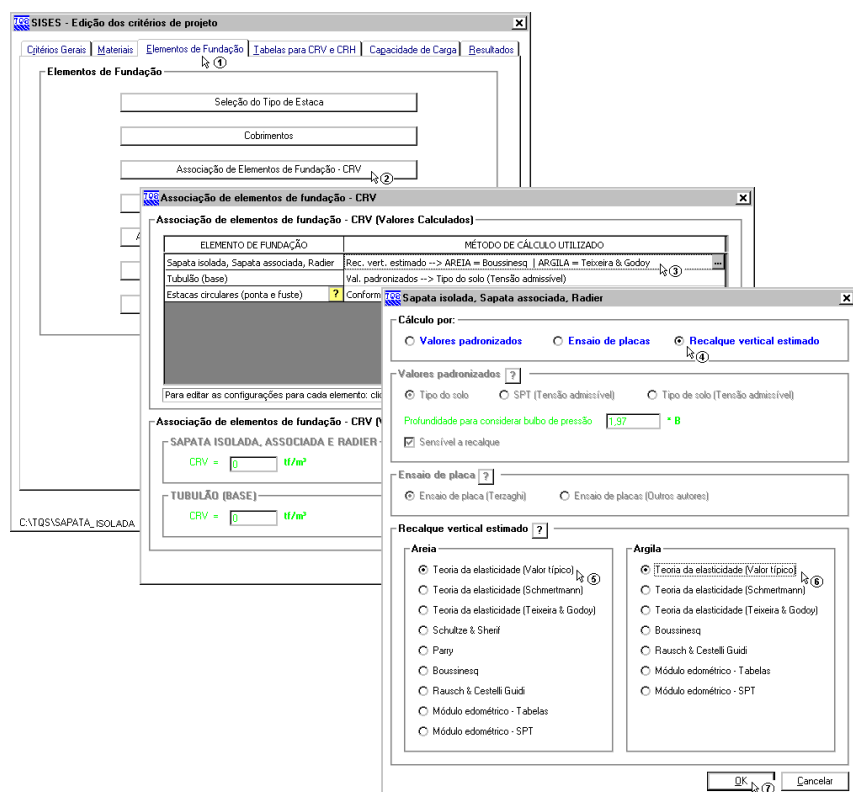 TQS SISES - Edição dos critérios de projeto
Critérios Gerais Materiais Elementos de Fundação Tabelas para CRV e CRH Capacidade de Carga Resultados
1
Elementos de Fundação
Seleção do Tipo de Estaca
Cobrimentos
Associação de Elementos de Fundação - CRV
2
C:\TQS\SAPATA_ISOLADA
TQS Associação de elementos de fundação - CRV
Associação de elementos de fundação - CRV (Valores Calculados)
ELEMENTO DE FUNDAÇÃO MÉTODO DE CÁLCULO UTILIZADO
Sapata isolada, Sapata associada, Radier Rec. vert. estimado --> AREIA = Boussinesq | ARGILA = Teixeira & Godoy ...
3
Tubulão (base) Val. padronizados --> Tipo do solo (Tensão admissível)
Estacas circulares (ponta e fuste) ? Conform
Para editar as configurações para cada elemento: cli
Associação de elementos de fundação - CRV (V
SAPATA ISOLADA, ASSOCIADA E RADIER
CRV = 0 tf/m³
TUBULÃO (BASE)
CRV = 0 tf/m³
TQS Sapata isolada, Sapata associada, Radier
Cálculo por:
Valores padronizados Ensaio de placas Recalque vertical estimado
4
Valores padronizados ?
Tipo do solo SPT (Tensão admissível) Tipo de solo (Tensão admissível)
Profundidade para considerar bulbo de pressão 1,97 * B
Sensível a recalque
Ensaio de placa ?
Ensaio de placa (Terzaghi) Ensaio de placas (Outros autores)
Recalque vertical estimado ?
Areia
Teoria da elasticidade (Valor típico)
5
Teoria da elasticidade (Schmertmann)
Teoria da elasticidade (Teixeira & Godoy)
Schultze & Sherif
Parry
Boussinesq
Rausch & Cestelli Guidi
Módulo edométrico - Tabelas
Módulo edométrico - SPT
Argila
Teoria da elasticidade (Valor típico)
6
Teoria da elasticidade (Schmertmann)
Teoria da elasticidade (Teixeira & Godoy)
Boussinesq
Rausch & Cestelli Guidi
Módulo edométrico - Tabelas
Módulo edométrico - SPT
OK Cancelar
7